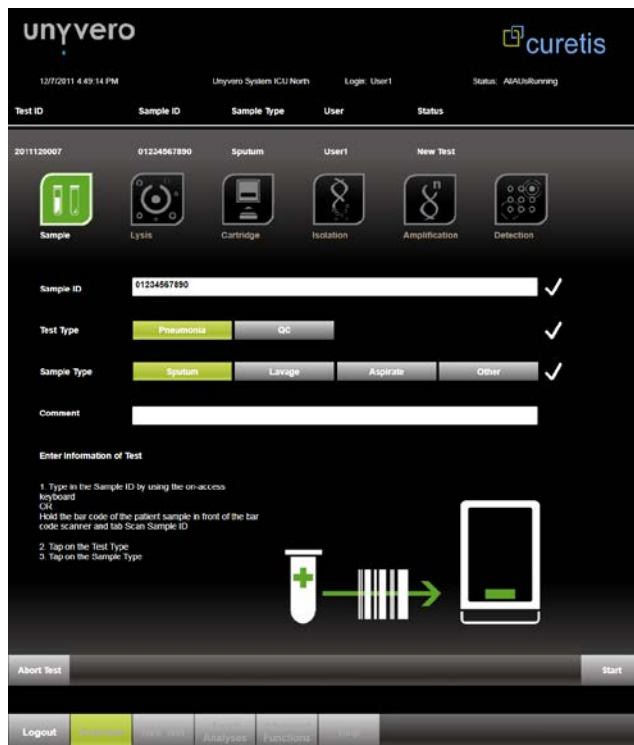 unyvero
curetis
12/7/2011 4:49:14 PM Unyvero System ICU North Login: User1 Status: AllAUsRunning
Test ID Sample ID Sample Type User Status
2011120007 01234567890 Sputum User1 New Test
Sample Lysis Cartridge Isolation Amplification Detection
n
Sample ID 01234567890
Test Type Pneumonia QC
Sample Type Sputum Lavage Aspirate Other
Comment
Enter Information of Test
1. Type in the Sample ID by using the on-access
keyboard
OR
Hold the bar code of the patient sample in front of the bar
code scanner and tab Scan Sample ID
2. Tap on the Test Type
3. Tap on the Sample Type
Abort Test Start
Logout New Test Analyses Functions Help